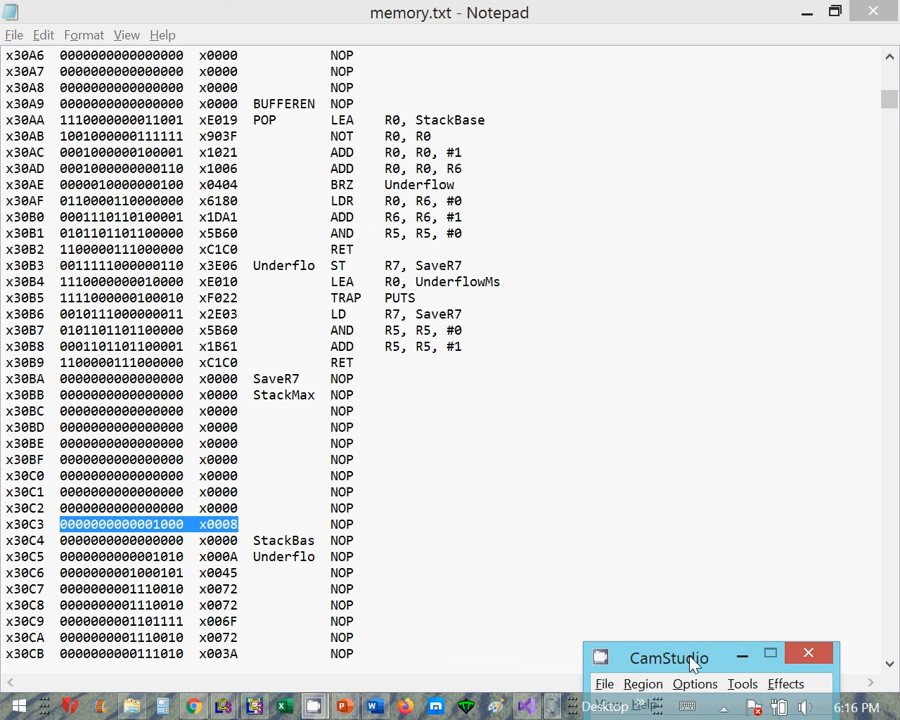 memory.txt - Notepad
File Edit Format View Help
x30A6 0000000000000000 x0000 NOP
x30A7 0000000000000000 x0000 NOP
x30A8 0000000000000000 x0000 NOP
x30A9 0000000000000000 x0000 BUFFEREN NOP
x30AA 1110000000011001 xE019 POP LEA R0, StackBase
x30AB 1001000000111111 x903F NOT R0, R0
x30AC 0001000000100001 x1021 ADD R0, R0, #1
x30AD 0001000000000110 x1006 ADD R0, R0, R6
x30AE 0000010000000100 x0404 BRZ Underflow
x30AF 0110000110000000 x6180 LDR R0, R6, #0
x30B0 0001110110100001 x1DA1 ADD R6, R6, #1
x30B1 0101101101100000 x5B60 AND R5, R5, #0
x30B2 1100000111000000 xC1C0 RET
x30B3 0011111000000110 x3E06 Underflo ST R7, SaveR7
x30B4 1110000000010000 xE010 LEA R0, UnderflowMs
x30B5 1111000000100010 xF022 TRAP PUTS
x30B6 0010111000000011 x2E03 LD R7, SaveR7
x30B7 0101101101100000 x5B60 AND R5, R5, #0
x30B8 0001101101100001 x1B61 ADD R5, R5, #1
x30B9 1100000111000000 xC1C0 RET
x30BA 0000000000000000 x0000 SaveR7 NOP
x30BB 0000000000000000 x0000 StackMax NOP
x30BC 0000000000000000 x0000 NOP
x30BD 0000000000000000 x0000 NOP
x30BE 0000000000000000 x0000 NOP
x30BF 0000000000000000 x0000 NOP
x30C0 0000000000000000 x0000 NOP
x30C1 0000000000000000 x0000 NOP
x30C2 0000000000000000 x0000 NOP
x30C3 0000000000001000 x0008 NOP
x30C4 0000000000000000 x0000 StackBas NOP
x30C5 0000000000001010 x000A Underflo NOP
x30C6 0000000001000101 x0045 NOP
x30C7 0000000001110010 x0072 NOP
x30C8 0000000001110010 x0072 NOP
x30C9 0000000001101111 x006F NOP
x30CA 0000000001110010 x0072 NOP
x30CB 0000000000111010 x003A NOP
CamStudio
File Region Options Tools Effects
Desktop Help 6:16 PM